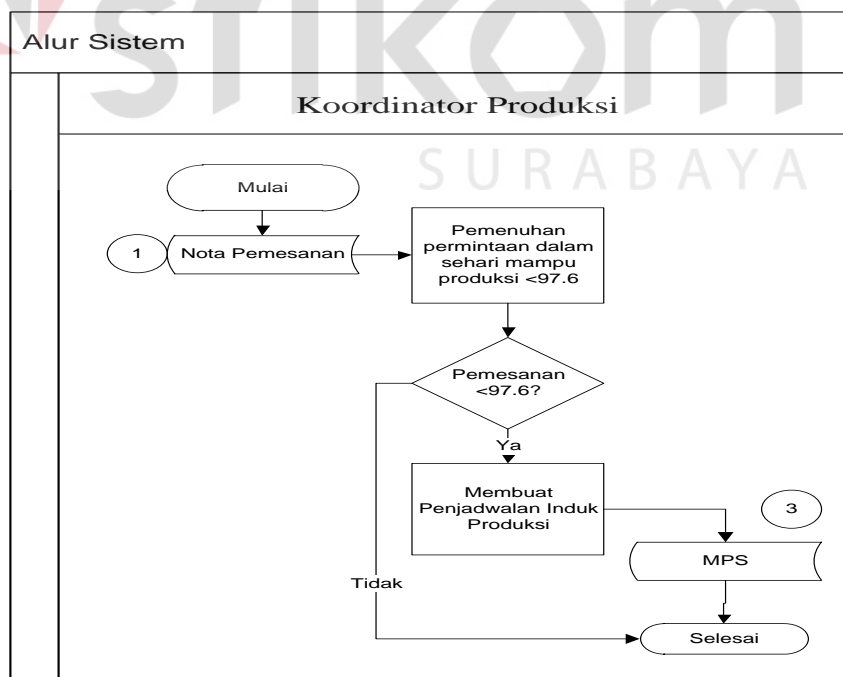 STIKOM
SURABAYA
Alur Sistem
Koordinator Produksi
Mulai
1
Nota Pemesanan
Pemenuhan
permintaan dalam
sehari mampu
produksi <97.6
Pemesanan
<97.6?
Ya
Membuat
Penjadwalan Induk
Produksi
3
MPS
Tidak
Selesai